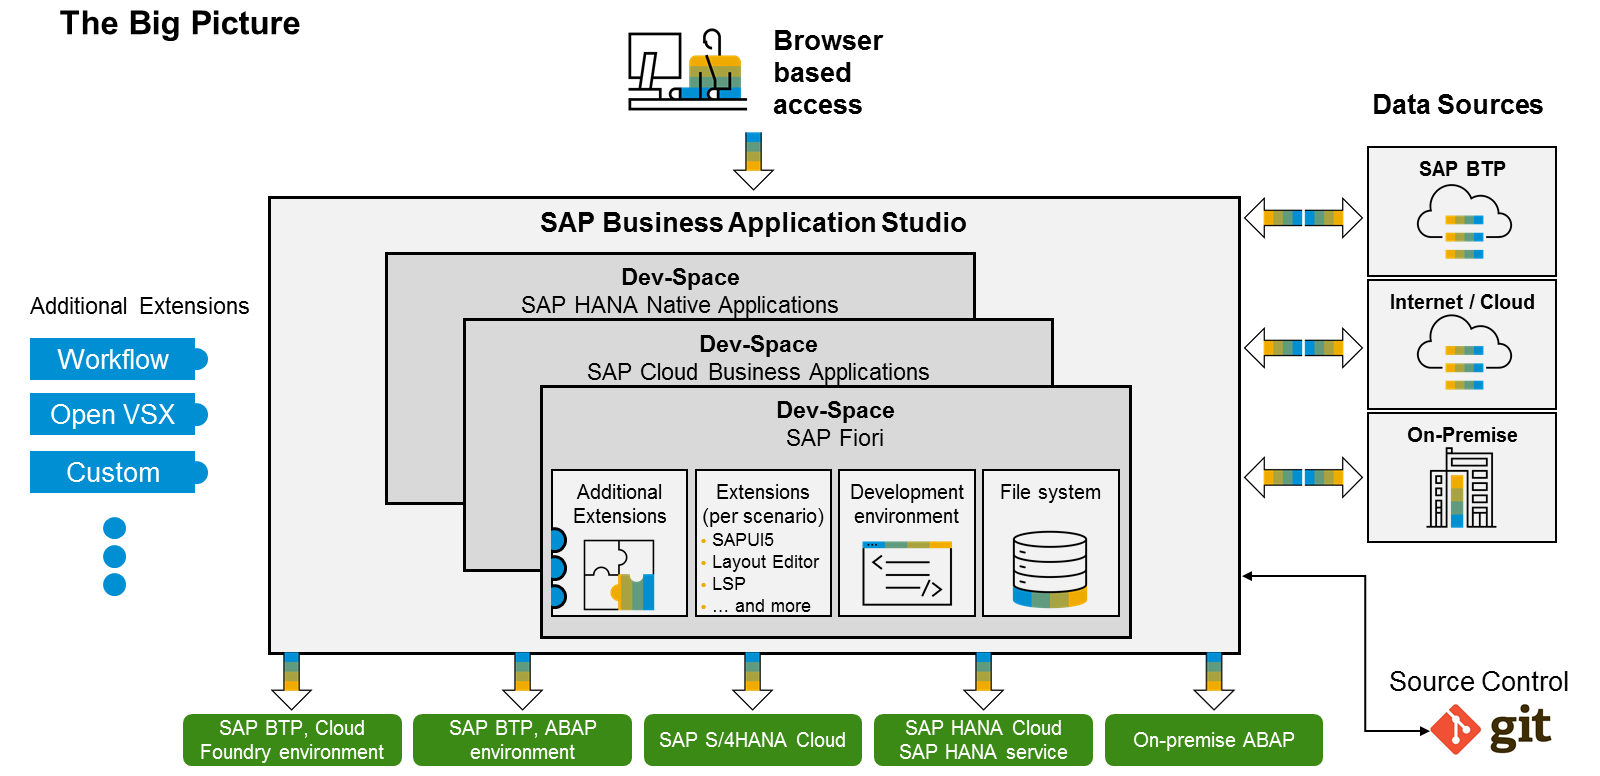 The Big Picture
Browser
based
access
Data Sources
SAP BTP
Internet / Cloud
On-Premise
SAP Business Application Studio
Dev-Space
SAP HANA Native Applications
Dev-Space
SAP Cloud Business Applications
Dev-Space
SAP Fiori
Additional
Extensions
Extensions
(per scenario)
• SAPUI5
• Layout Editor
• LSP
• … and more
Development
environment
File system
Additional Extensions
Workflow
Open VSX
Custom
SAP BTP, Cloud
Foundry environment
SAP BTP, ABAP
environment
SAP S/4HANA Cloud
SAP HANA Cloud
SAP HANA service
On-premise ABAP
Source Control
git